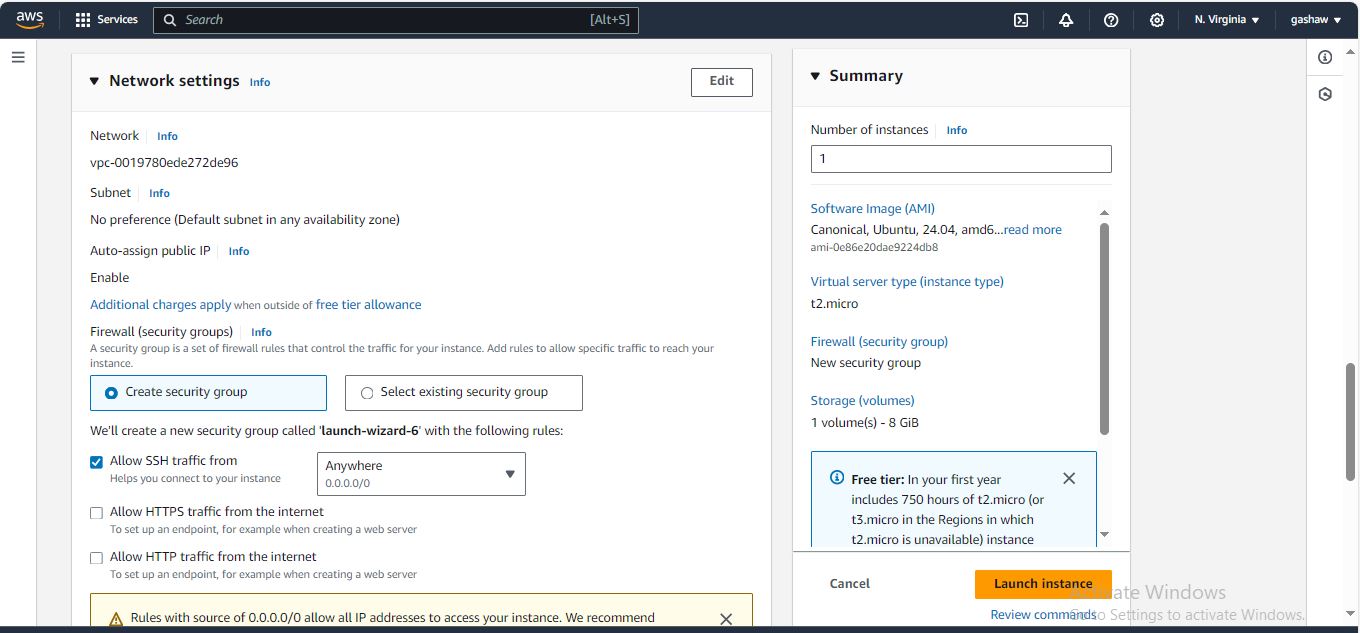 aws
Services
Search
[Alt+S]
N. Virginia
gashaw
Network settings Info
Edit
Network Info
vpc-0019780ede272de96
Subnet Info
No preference (Default subnet in any availability zone)
Auto-assign public IP Info
Enable
Additional charges apply when outside of free tier allowance
Firewall (security groups) Info
A security group is a set of firewall rules that control the traffic for your instance. Add rules to allow specific traffic to reach your
instance.
Create security group
Select existing security group
We'll create a new security group called 'launch-wizard-6' with the following rules:
Allow SSH traffic from
Helps you connect to your instance
Anywhere
0.0.0.0/0
Allow HTTPS traffic from the internet
To set up an endpoint, for example when creating a web server
Allow HTTP traffic from the internet
To set up an endpoint, for example when creating a web server
Rules with source of 0.0.0.0/0 allow all IP addresses to access your instance. We recommend
Summary
Number of instances Info
1
Software Image (AMI)
Canonical, Ubuntu, 24.04, amd6...read more
ami-0e86e20dae9224db8
Virtual server type (instance type)
t2.micro
Firewall (security group)
New security group
Storage (volumes)
1 volume(s) - 8 GiB
Free tier: In your first year
includes 750 hours of t2.micro (or
t3.micro in the Regions in which
t2.micro is unavailable) instance
Cancel
Launch instance
Review commands
Activate Windows
Go to Settings to activate Windows.